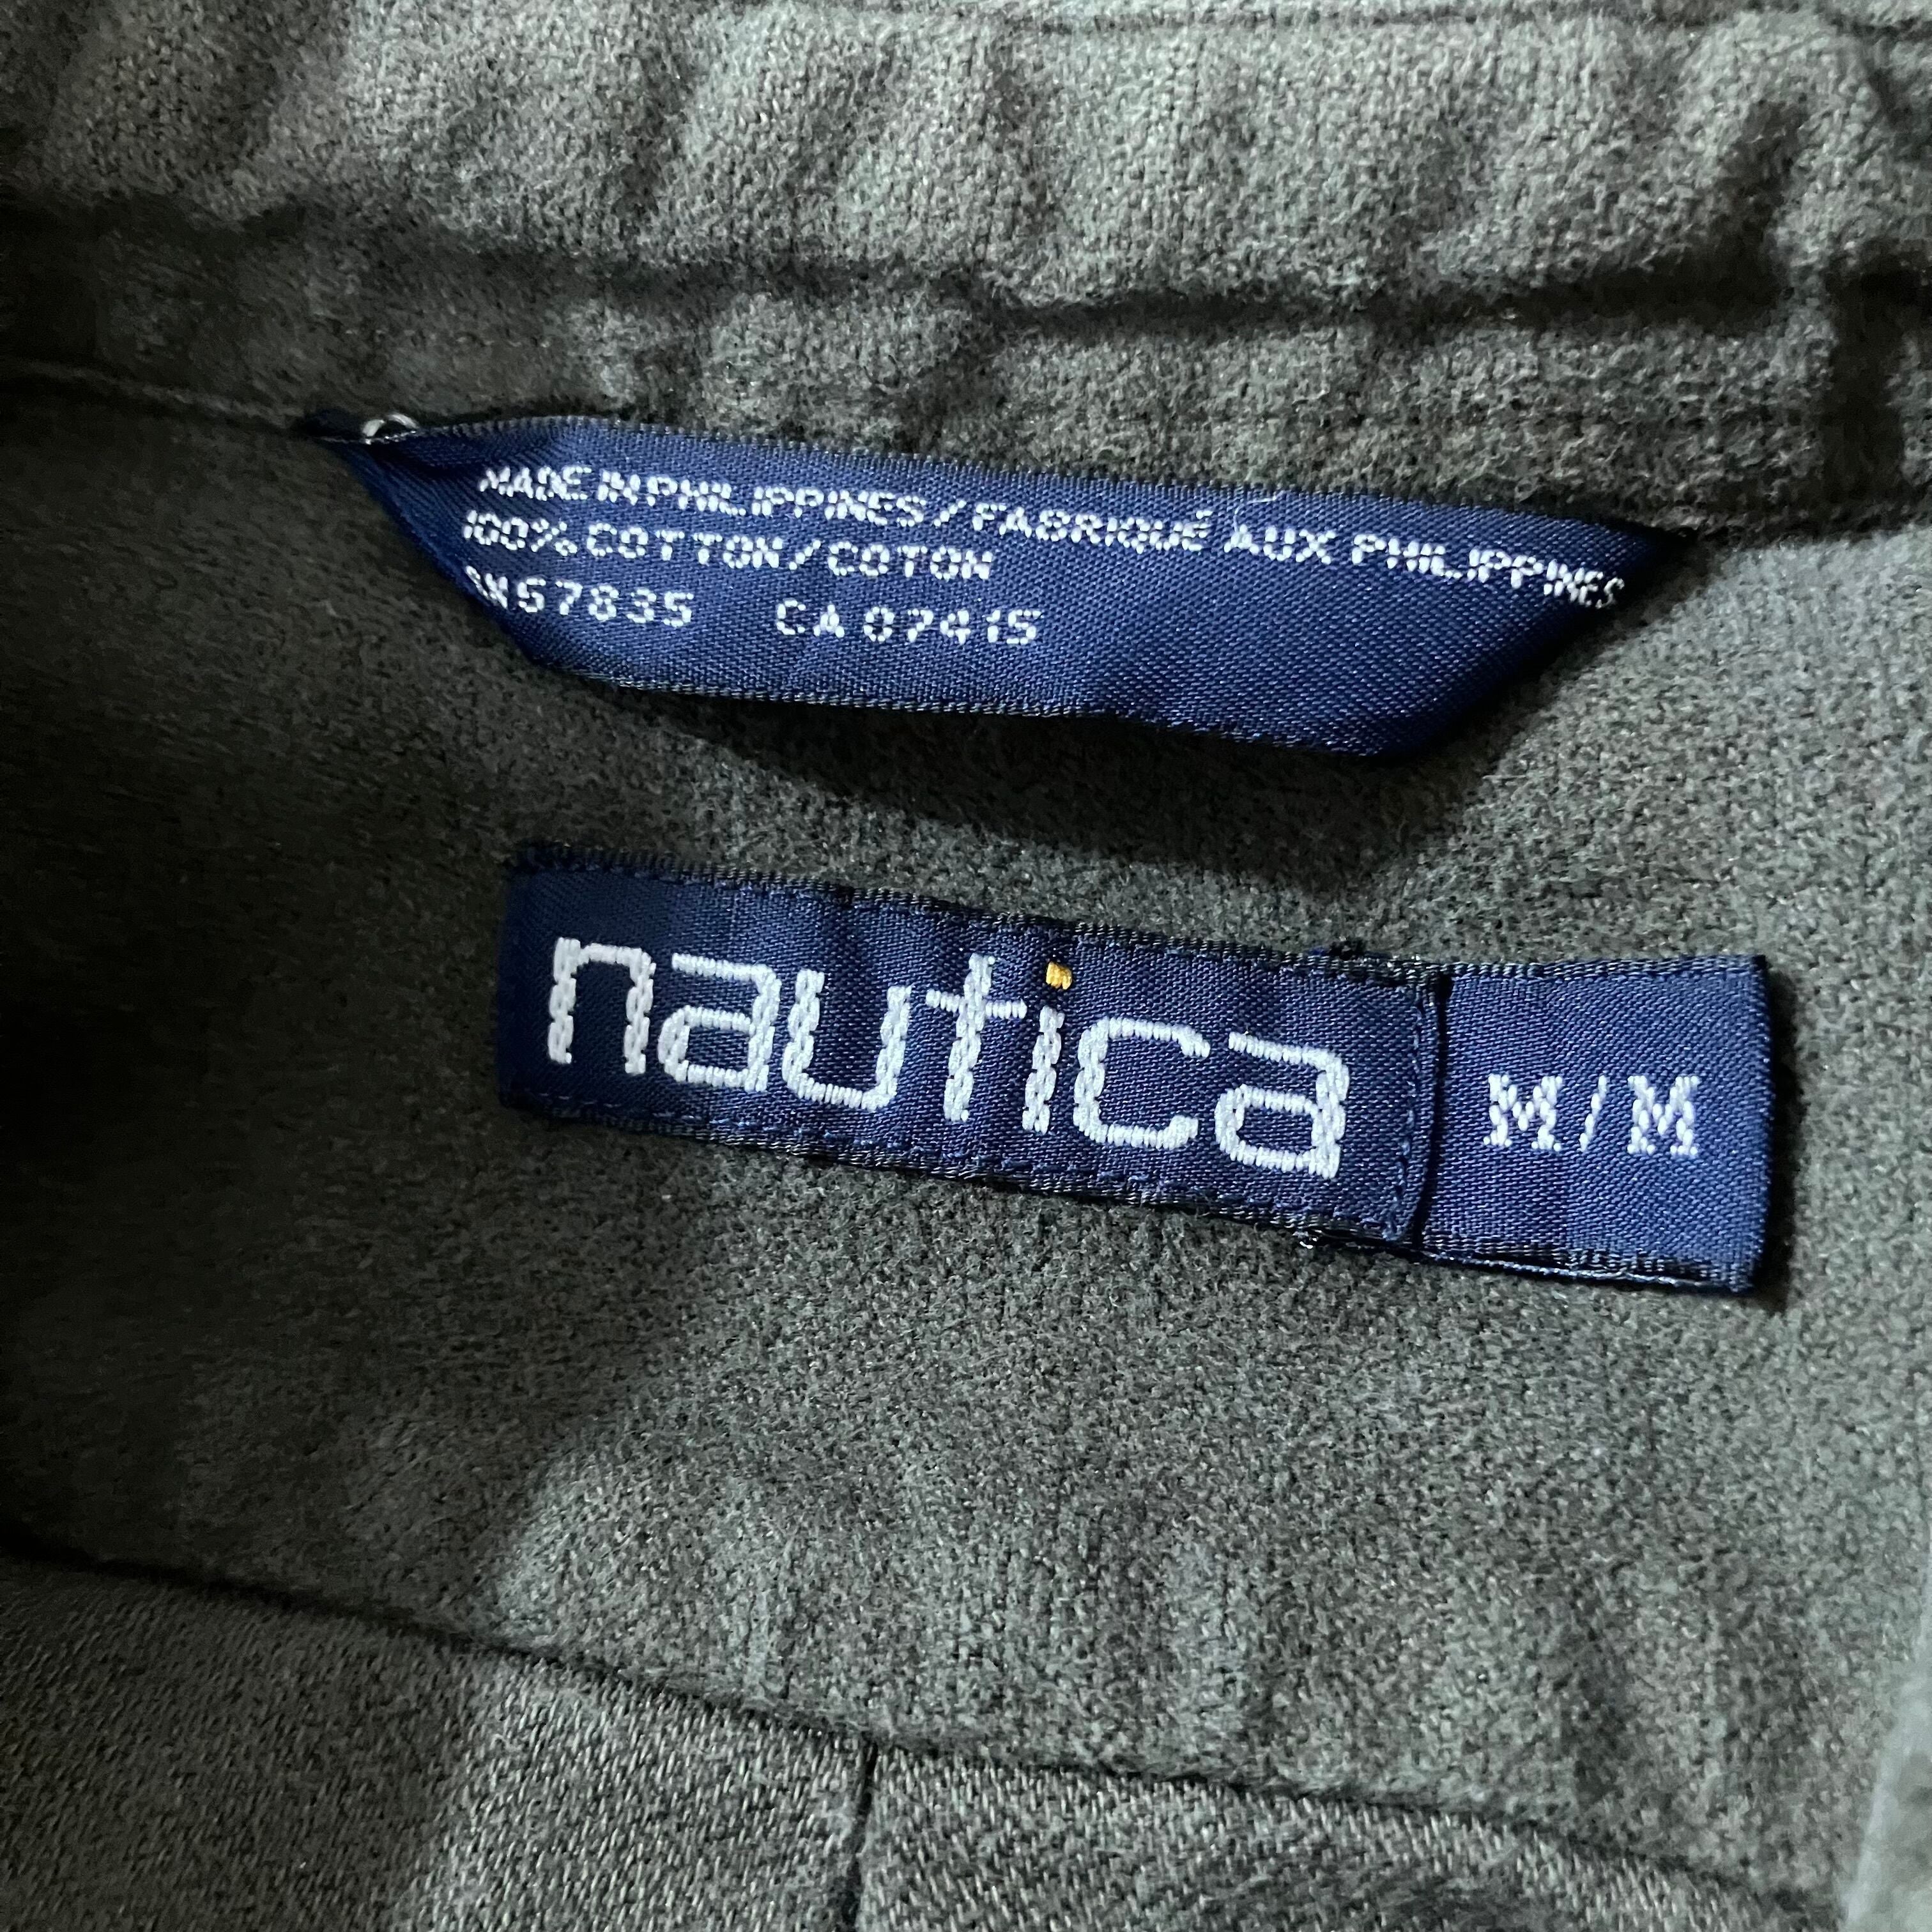 MADE IN PHILIPPINES / FABRIQUÉ AUX PHILIPPINES
100% COTTON / COTON
RN 57835 CA 07415
nautica
M/M